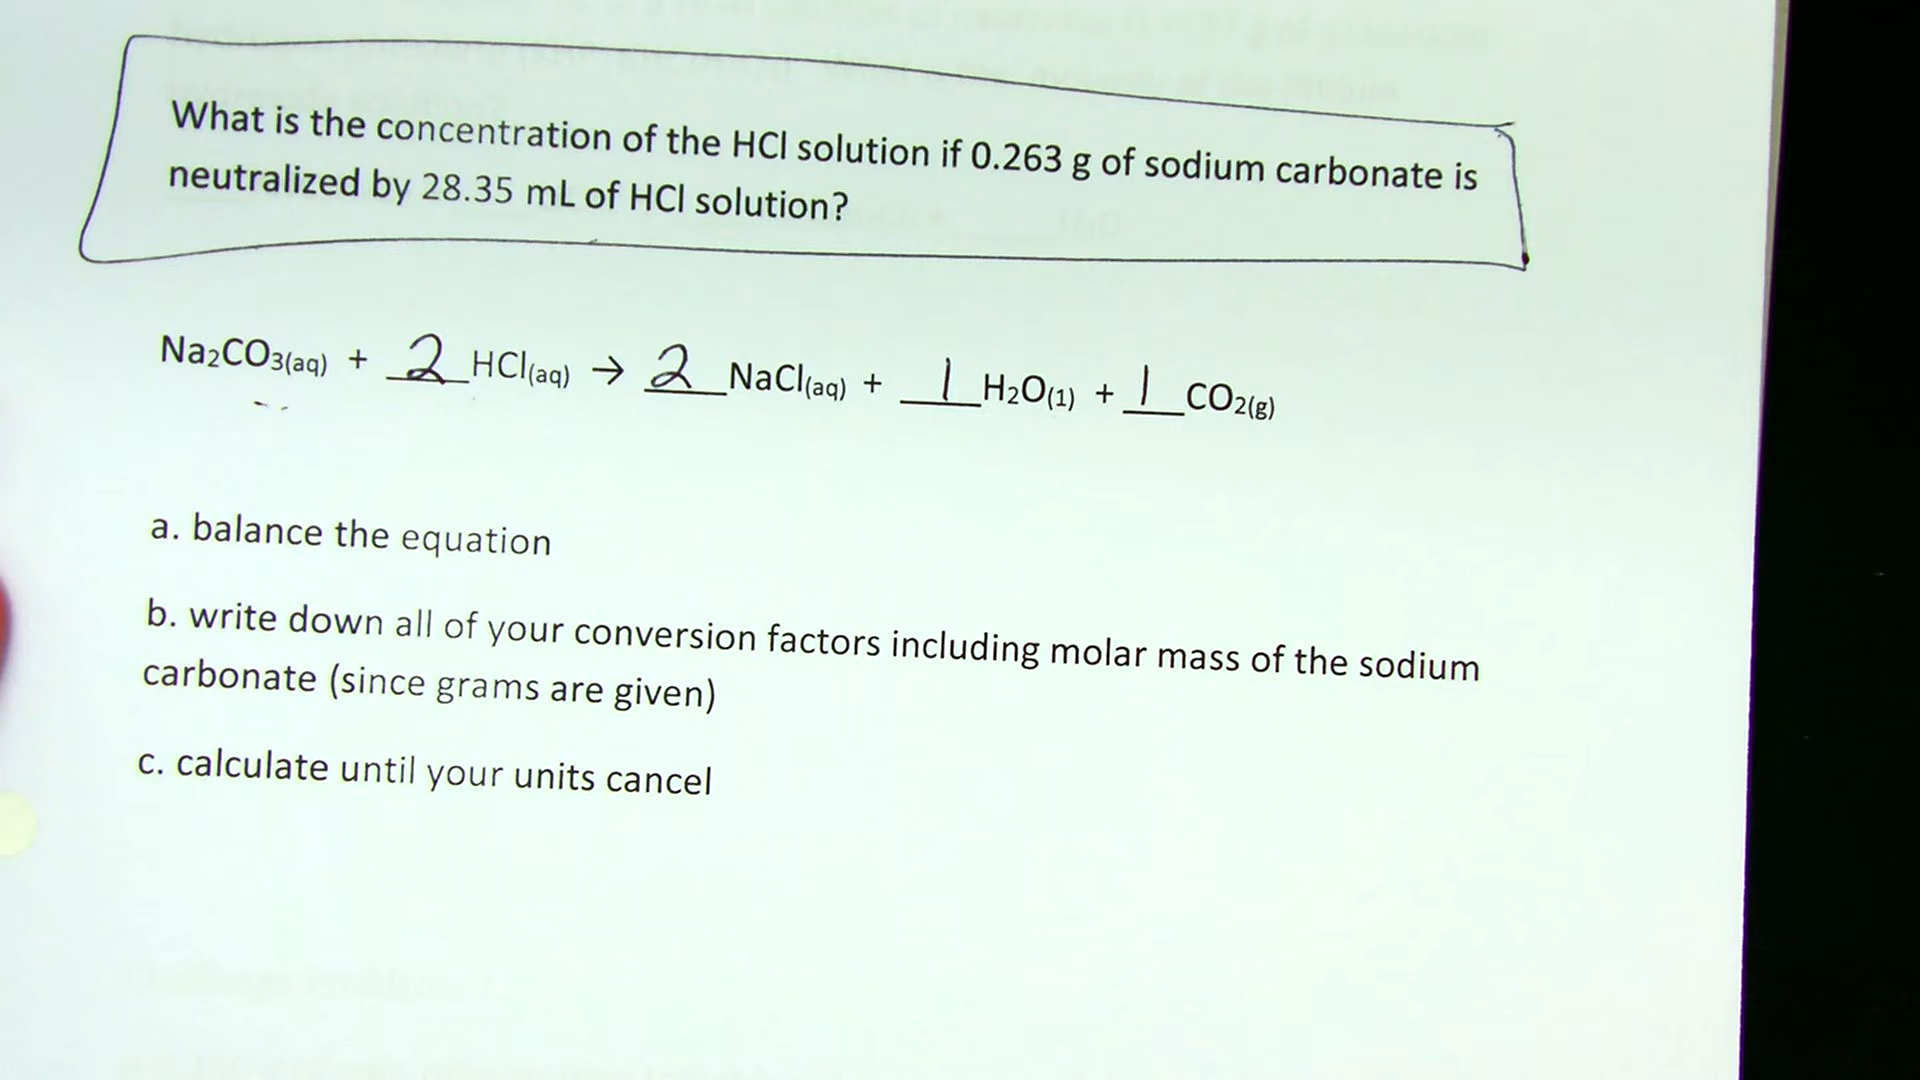 What is the concentration of the HCl solution if 0.263 g of sodium carbonate is
neutralized by 28.35 mL of HCl solution?
Na₂CO₃(aq) + 2 HCl(aq) → 2 NaCl(aq) + 1 H₂O(1) + 1 CO₂(g)
a. balance the equation
b. write down all of your conversion factors including molar mass of the sodium
carbonate (since grams are given)
c. calculate until your units cancel